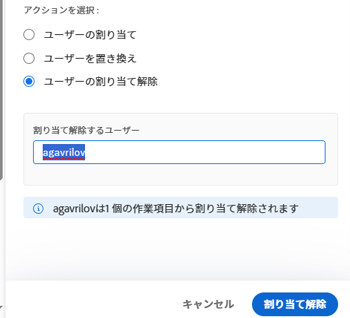 アクションを選択 :
ユーザーの割り当て
ユーザーを置き換え
ユーザーの割り当て解除
割り当て解除するユーザー
agavrilov
agavrilovは1 個の作業項目から割り当て解除されます
キャンセル
割り当て解除